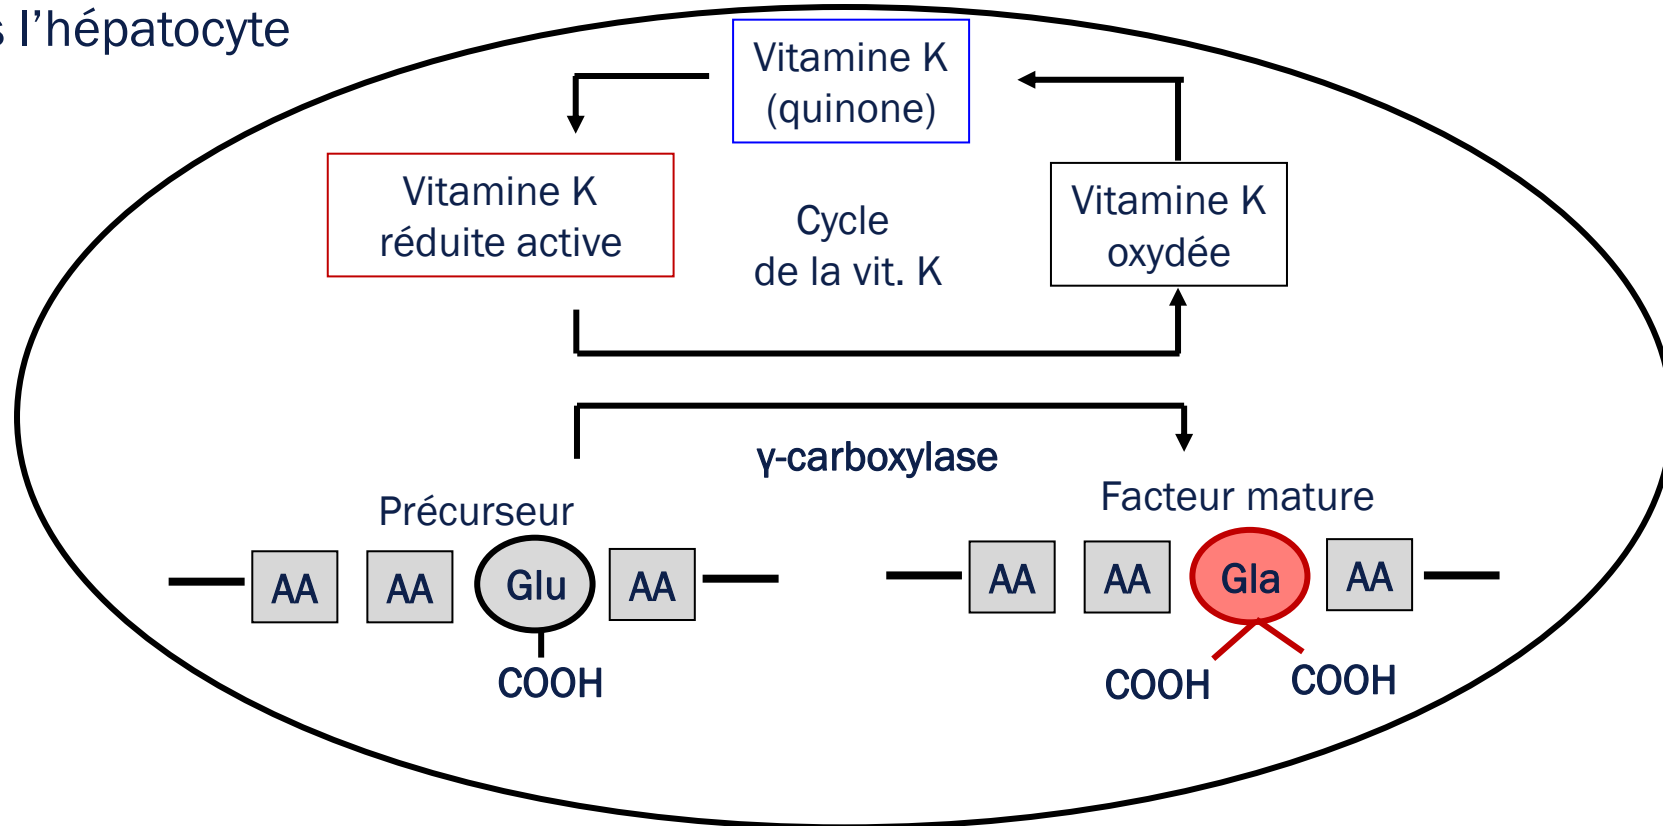 s l’hépatocyte
Vitamine K
(quinone)
Vitamine K
réduite active
Cycle
de la vit. K
Vitamine K
oxydée
γ-carboxylase
Précurseur
Facteur mature
AA AA Glu AA
COOH
AA AA Gla AA
COOH COOH